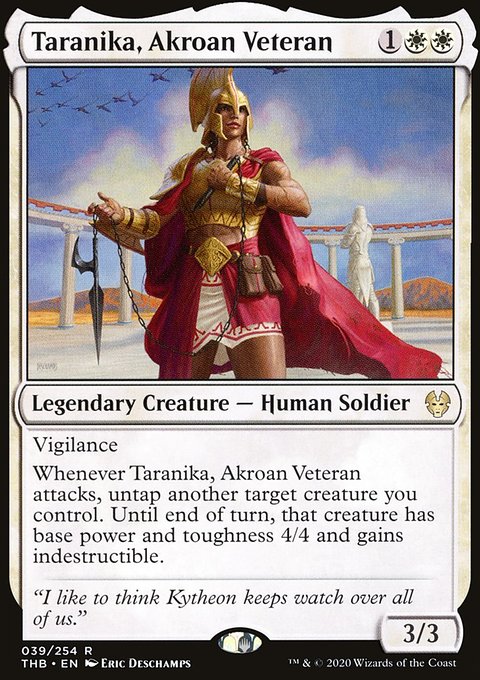 Taranika, Akroan Veteran 1
Legendary Creature — Human Soldier
Vigilance
Whenever Taranika, Akroan Veteran
attacks, untap another target creature you
control. Until end of turn, that creature has
base power and toughness 4/4 and gains
indestructible.
"I like to think Kytheon keeps watch over all
of us."
3/3
039/254 R
THB • EN Eric Deschamps
™ & © 2020 Wizards of the Coast